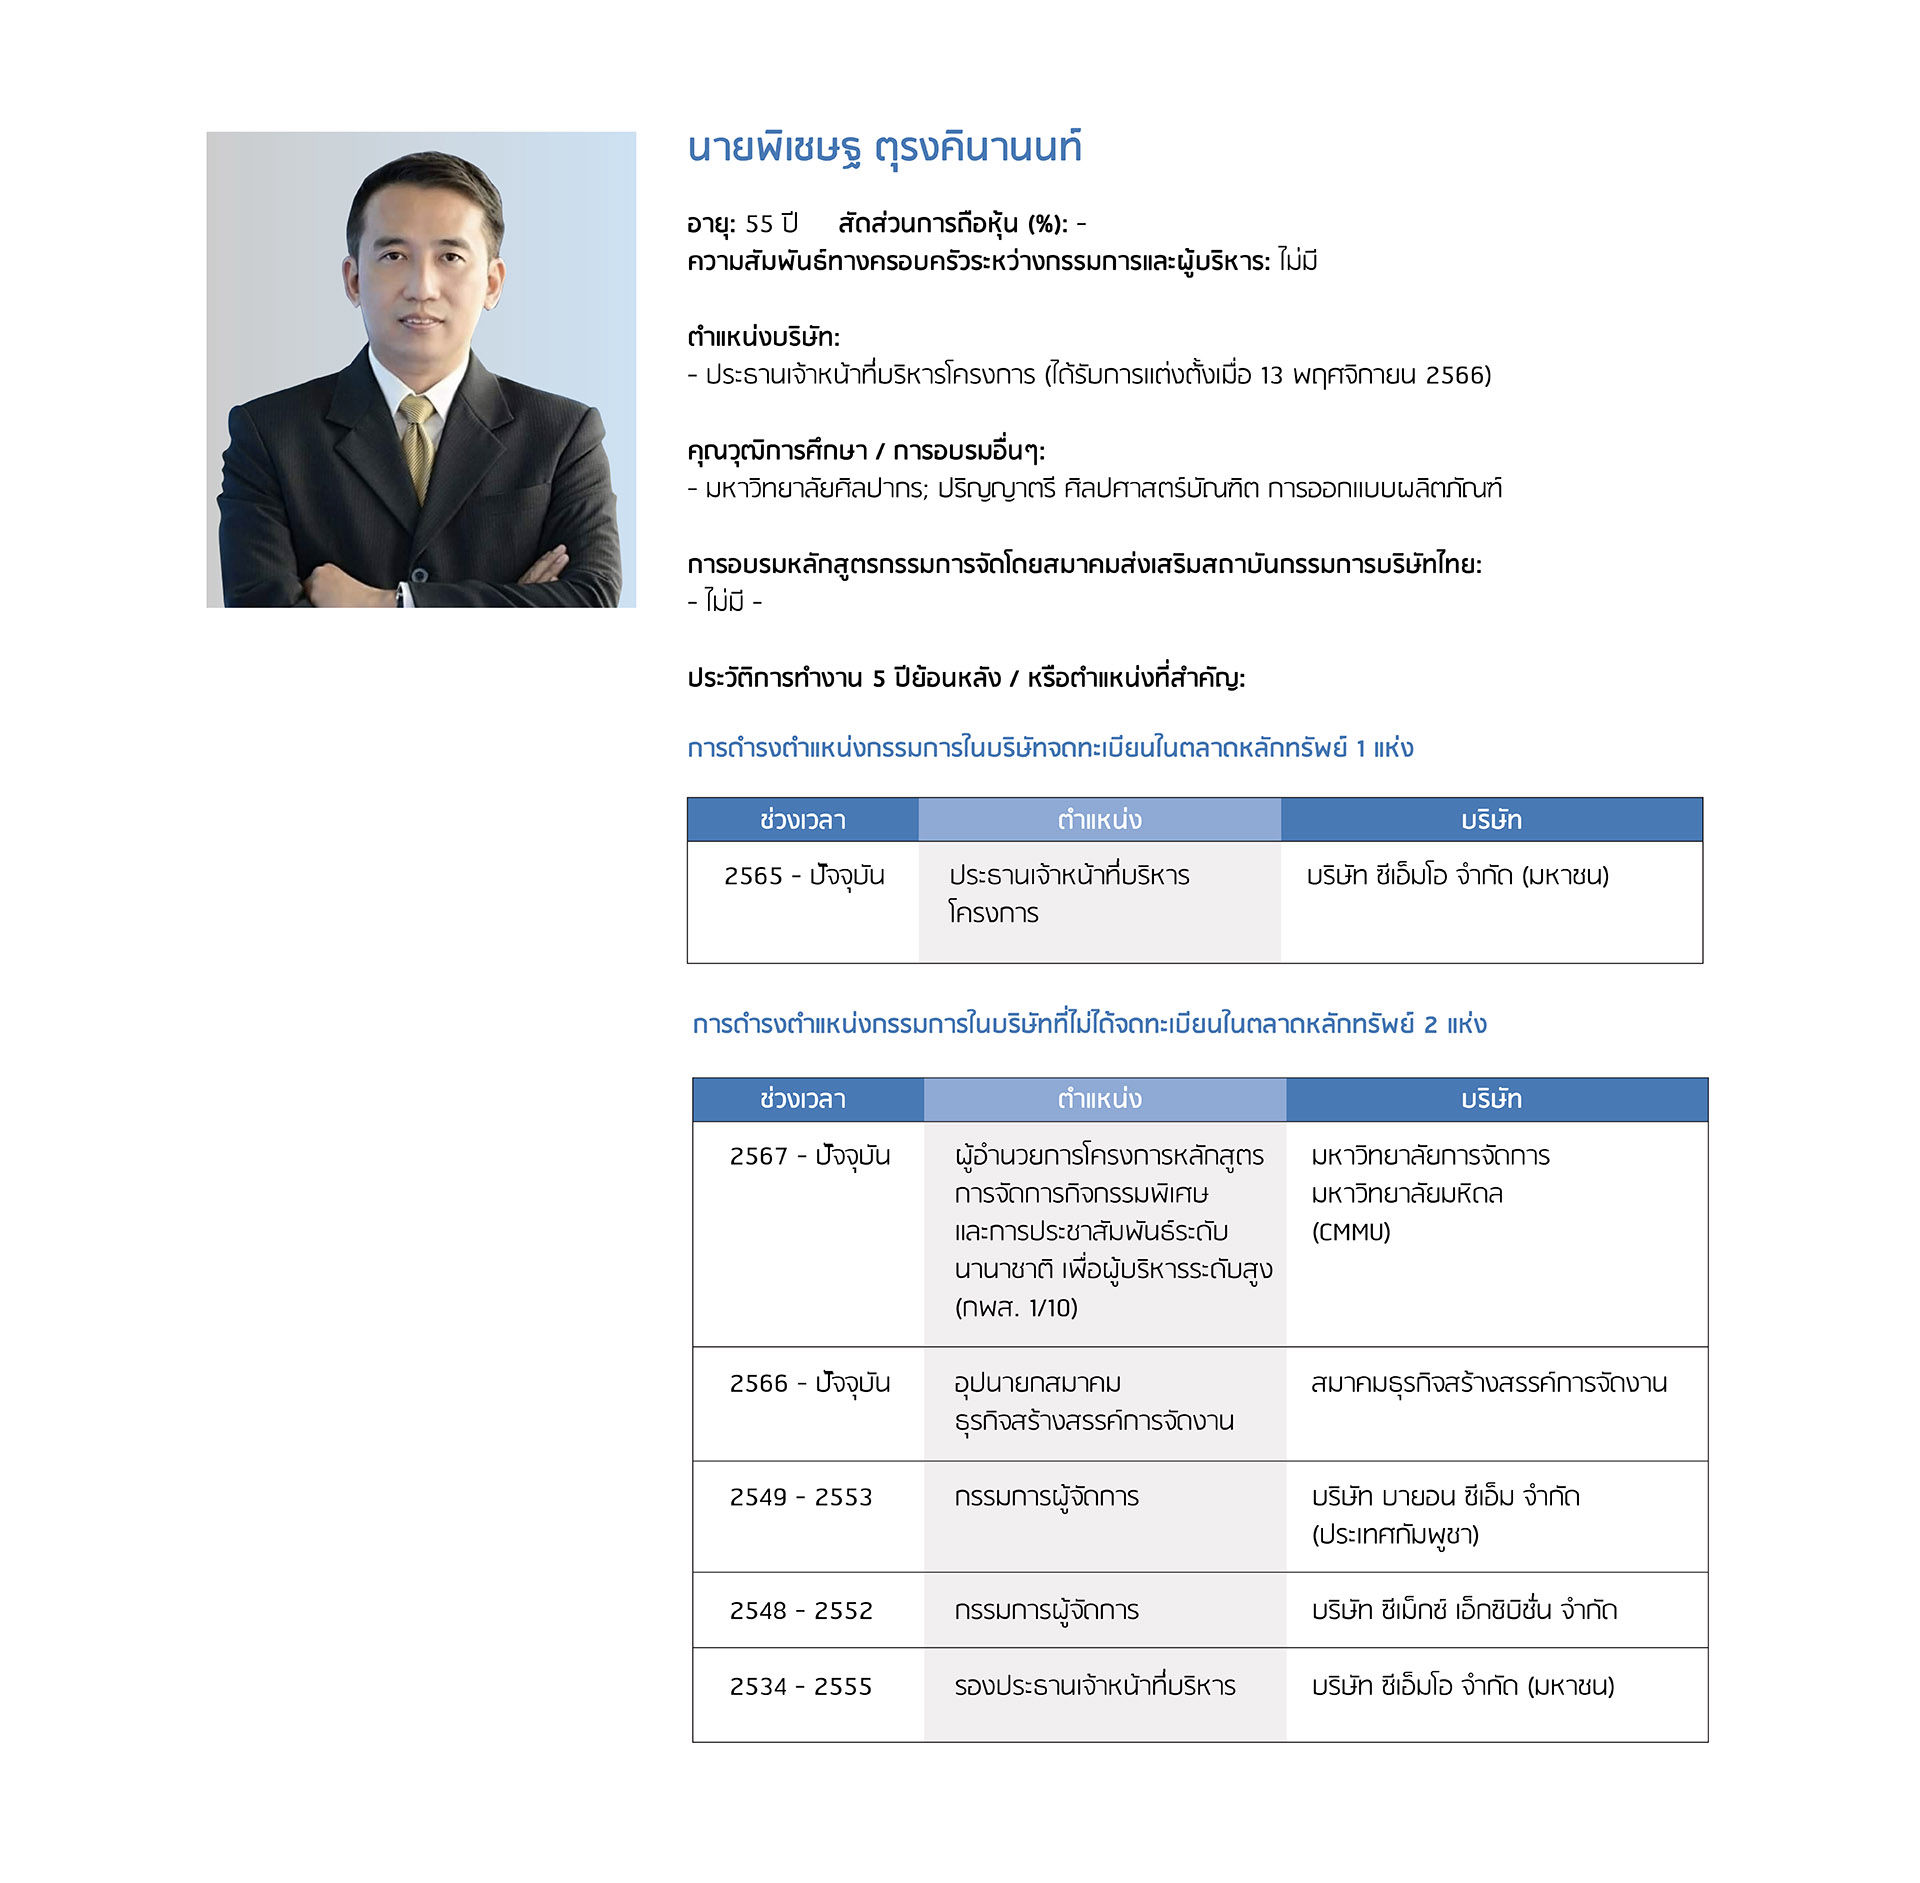 นายพิเชษฐ ตุรงคินานนท์
อายุ: 55 ปี สัดส่วนการถือหุ้น (%): -
ความสัมพันธ์ทางครอบครัวระหว่างกรรมการและผู้บริหาร: ไม่มี
ตำแหน่งบริษัท:
- ประธานเจ้าหน้าที่บริหารโครงการ (ได้รับการแต่งตั้งเมื่อ 13 พฤศจิกายน 2566)
คุณวุฒิการศึกษา / การอบรมอื่นๆ:
- มหาวิทยาลัยศิลปากร; ปริญญาตรี ศิลปศาสตร์บัณฑิต การออกแบบผลิตภัณฑ์
การอบรมหลักสูตรกรรมการจัดโดยสมาคมส่งเสริมสถาบันกรรมการบริษัทไทย:
- ไม่มี -
ประวัติการทำงาน 5 ปีย้อนหลัง / หรือตำแหน่งที่สำคัญ:
การดำรงตำแหน่งกรรมการในบริษัทจดทะเบียนในตลาดหลักทรัพย์ 1 แห่ง
ช่วงเวลา ตำแหน่ง บริษัท
2565 - ปัจจุบัน ประธานเจ้าหน้าที่บริหาร บริษัท ซีเอ็มโอ จำกัด (มหาชน)
โครงการ
การดำรงตำแหน่งกรรมการในบริษัทที่ไม่ได้จดทะเบียนในตลาดหลักทรัพย์ 2 แห่ง
ช่วงเวลา ตำแหน่ง บริษัท
2567 - ปัจจุบัน ผู้อำนวยการโครงการหลักสูตร มหาวิทยาลัยการจัดการ
การจัดการกิจกรรมพิเศษ มหาวิทยาลัยมหิดล
และการประชาสัมพันธ์ระดับ (CMMU)
นานาชาติ เพื่อผู้บริหารระดับสูง
(กพส. 1/10)
2566 - ปัจจุบัน อุปนายกสมาคม สมาคมธุรกิจสร้างสรรค์การจัดงาน
ธุรกิจสร้างสรรค์การจัดงาน
2549 - 2553 กรรมการผู้จัดการ บริษัท บายอน ซีเอ็ม จำกัด
(ประเทศกัมพูชา)
2548 - 2552 กรรมการผู้จัดการ บริษัท ซีเม็กซ์ เอ็กซิบิชั่น จำกัด
2534 - 2555 รองประธานเจ้าหน้าที่บริหาร บริษัท ซีเอ็มโอ จำกัด (มหาชน)